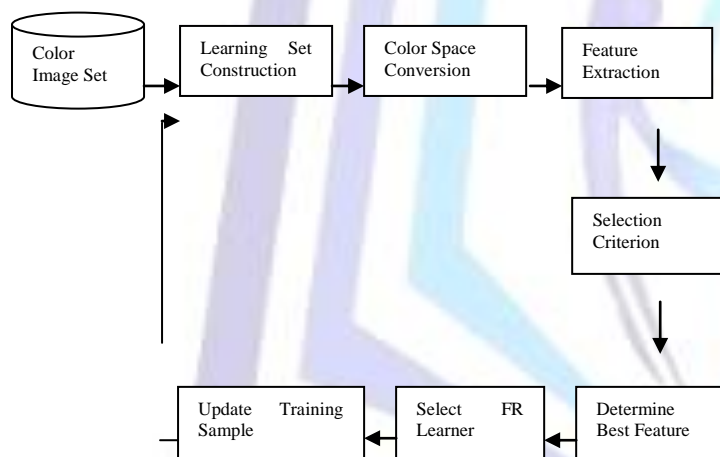 Color
Image Set
Learning Set
Construction
Color Space
Conversion
Feature
Extraction
Selection
Criterion
Update Training
Sample
Select FR
Learner
Determine
Best Feature